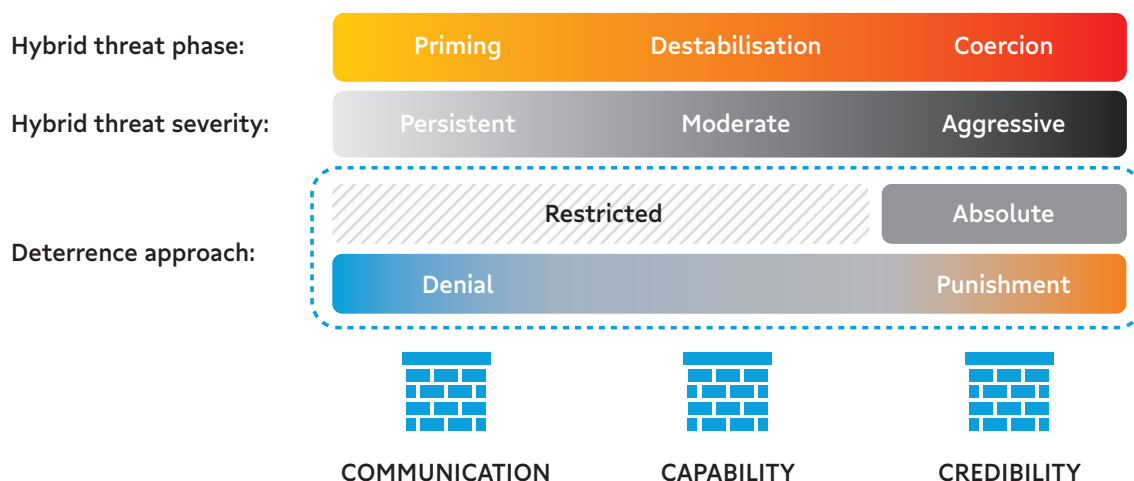 Hybrid threat phase: Priming Destabilisation Coercion
Hybrid threat severity: Persistent Moderate Aggressive
Restricted Absolute
Deterrence approach:
Denial Punishment
COMMUNICATION CAPABILITY CREDIBILITY